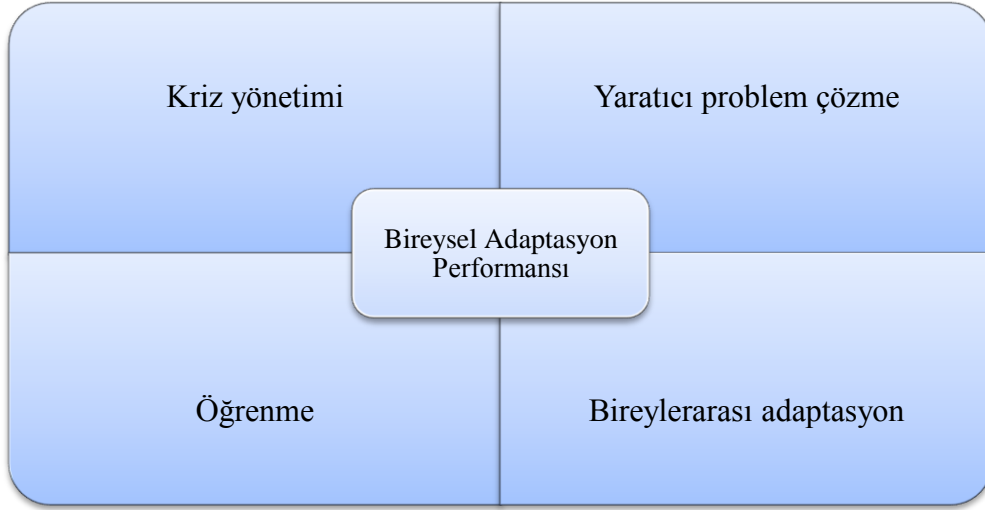 Kriz yönetimi
Yaratıcı problem çözme
Bireysel Adaptasyon
Performansı
Öğrenme
Bireylerarası adaptasyon